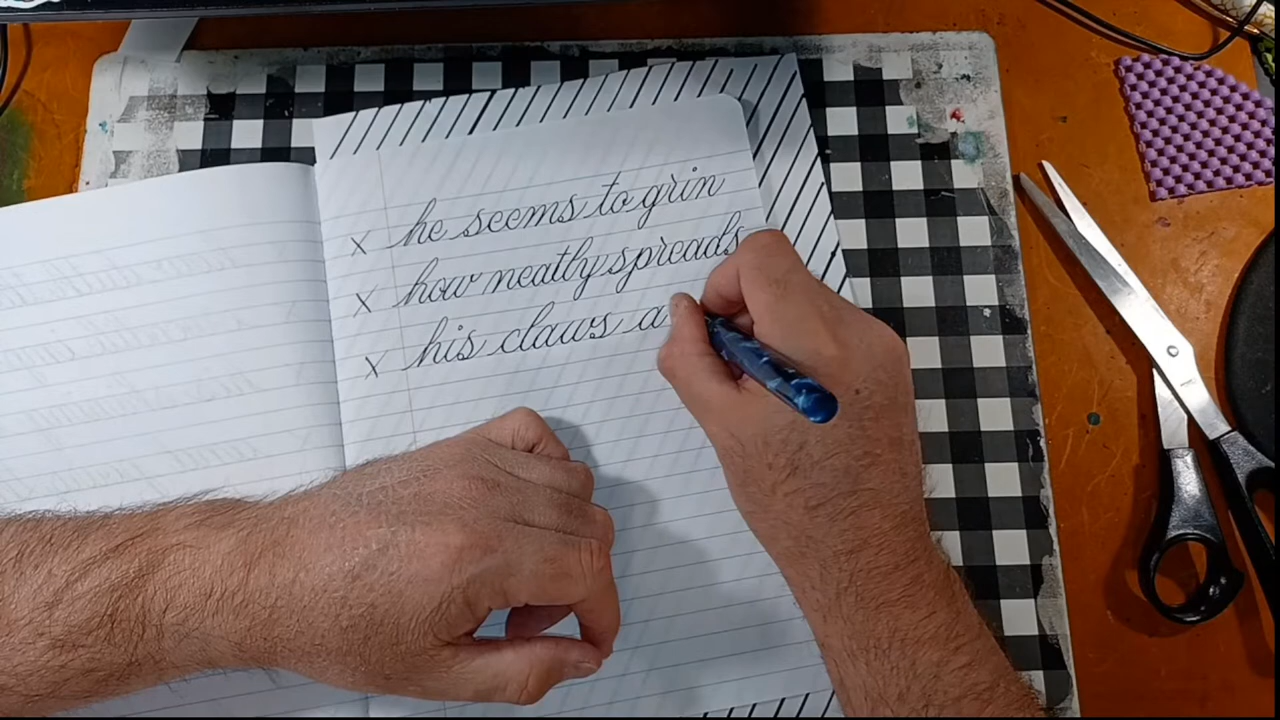 x he seems to grin
x how neatly spreads
x his claws a